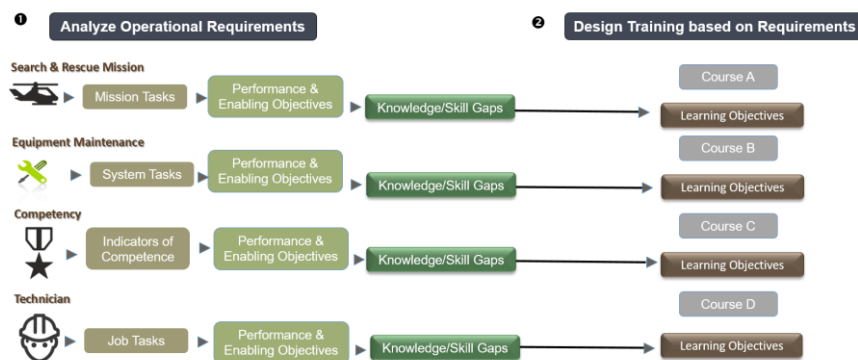 ❶ Analyze Operational Requirements
❷ Design Training based on Requirements
Search & Rescue Mission
Mission Tasks
Performance &
Enabling Objectives
Knowledge/Skill Gaps
Course A
Learning Objectives
Equipment Maintenance
System Tasks
Performance &
Enabling Objectives
Knowledge/Skill Gaps
Course B
Learning Objectives
Competency
Indicators of
Competence
Performance &
Enabling Objectives
Knowledge/Skill Gaps
Course C
Learning Objectives
Technician
Job Tasks
Performance &
Enabling Objectives
Knowledge/Skill Gaps
Course D
Learning Objectives